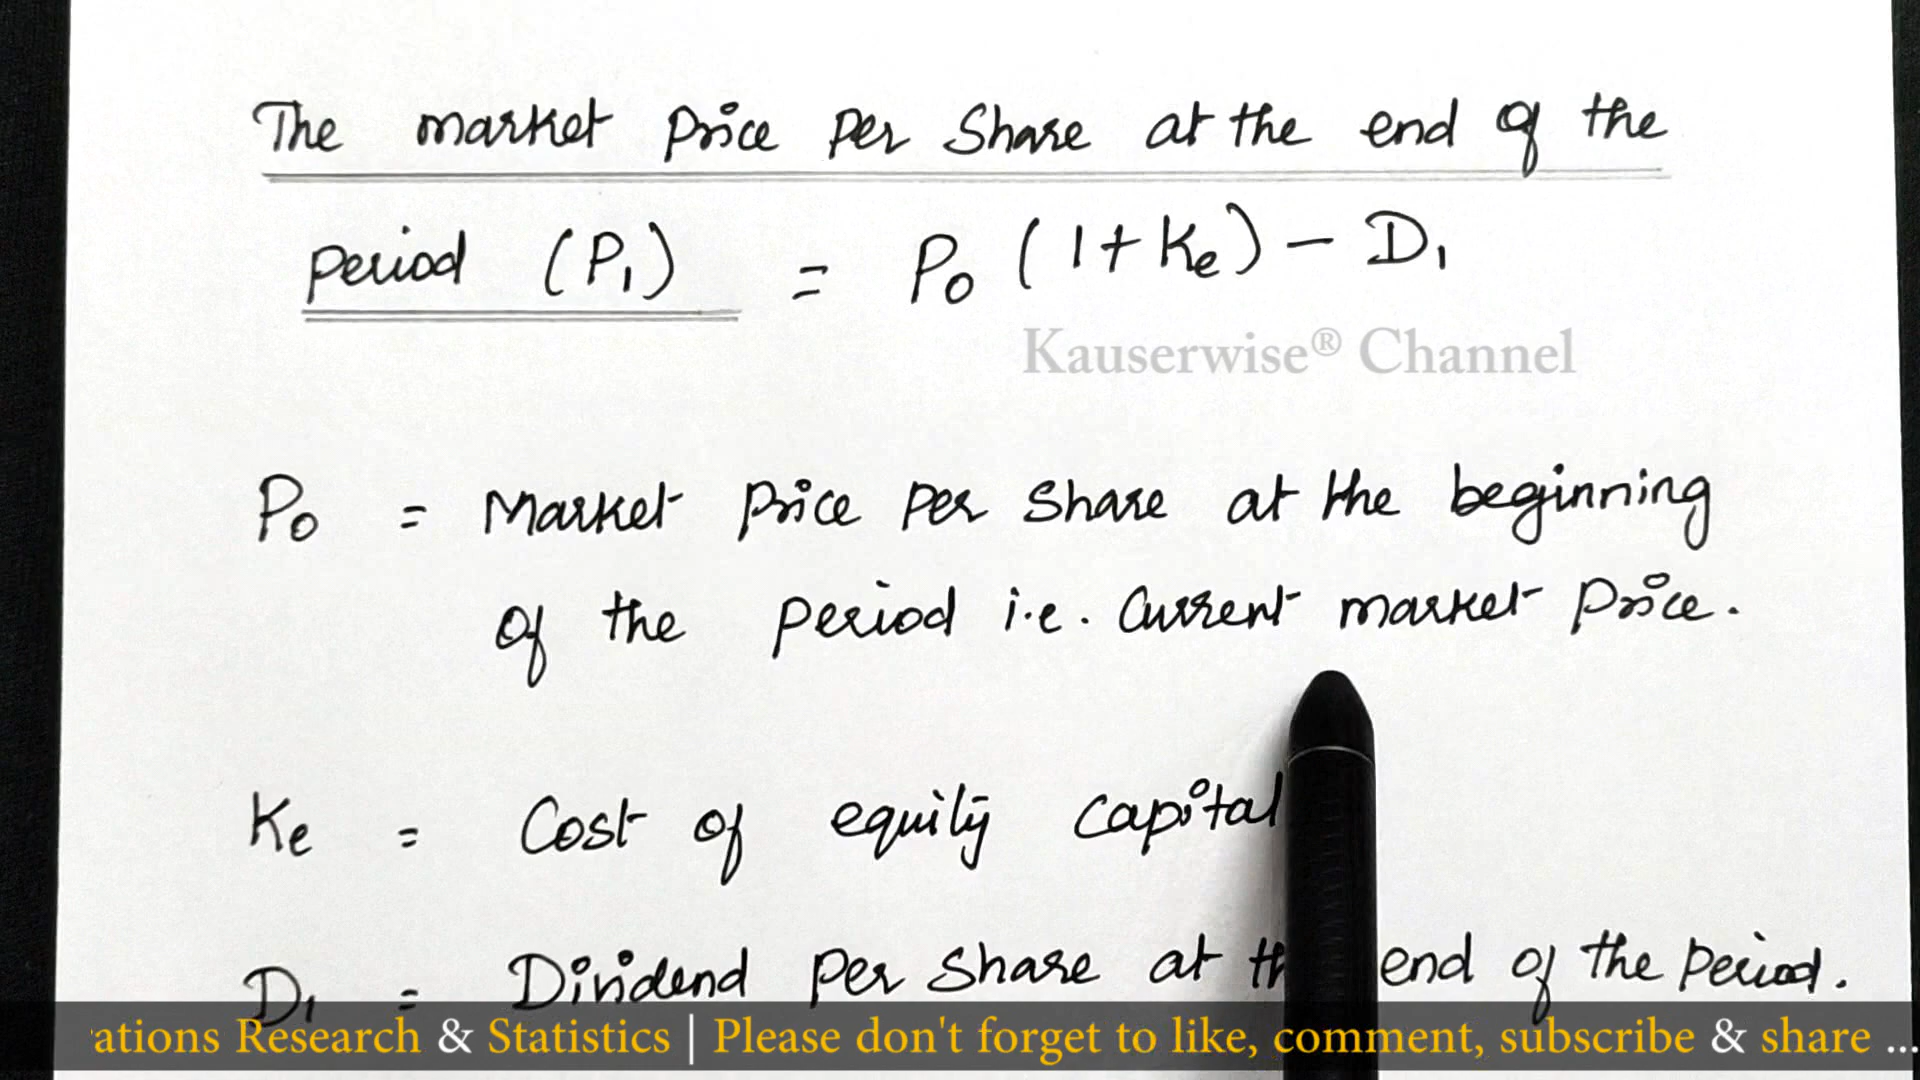 The market price per share at the end of the
period (P₁) = P₀ (1 + Ke) - D₁
Kauserwise® Channel
P₀ = Market price per share at the beginning
of the period i.e. Current market price.
Ke = Cost of equity capital
D₁ = Dividend per share at th end of the period.
ations Research & Statistics | Please don't forget to like, comment, subscribe & share ...